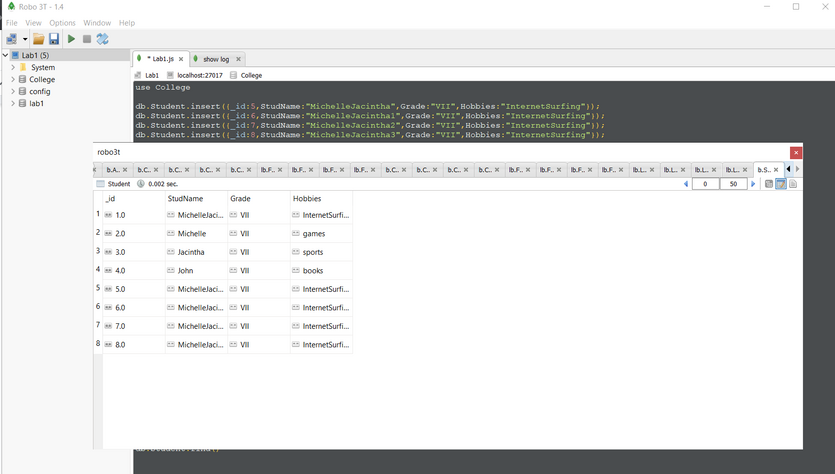 Robo 3T - 1.4
File View Options Window Help
Lab1 (5)
System
College
config
lab1
* Lab1.js
show log
Lab1 localhost:27017 College
use College
db.Student.insert({_id:5,StudName:"MichelleJacintha",Grade:"VII",Hobbies:"InternetSurfing"});
db.Student.insert({_id:6,StudName:"MichelleJacintha1",Grade:"VII",Hobbies:"InternetSurfing"});
db.Student.insert({_id:7,StudName:"MichelleJacintha2",Grade:"VII",Hobbies:"InternetSurfing"});
db.Student.insert({_id:8,StudName:"MichelleJacintha3",Grade:"VII",Hobbies:"InternetSurfing"});
robo3t
b.A.. b.C.. b.C.. b.C.. b.C.. lb.F.. lb.F.. lb.F.. lb.F.. b.C.. b.C.. b.C.. b.C.. lb.F.. lb.F.. lb.F.. lb.F.. lb.L.. lb.L.. lb.L.. lb.L.. b.S..
Student 0.002 sec. 0 50
_id StudName Grade Hobbies
1 1.0 MichelleJaci... VII InternetSurfi...
2 2.0 Michelle VII games
3 3.0 Jacintha VII sports
4 4.0 John VII books
5 5.0 MichelleJaci... VII InternetSurfi...
6 6.0 MichelleJaci... VII InternetSurfi...
7 7.0 MichelleJaci... VII InternetSurfi...
8 8.0 MichelleJaci... VII InternetSurfi...